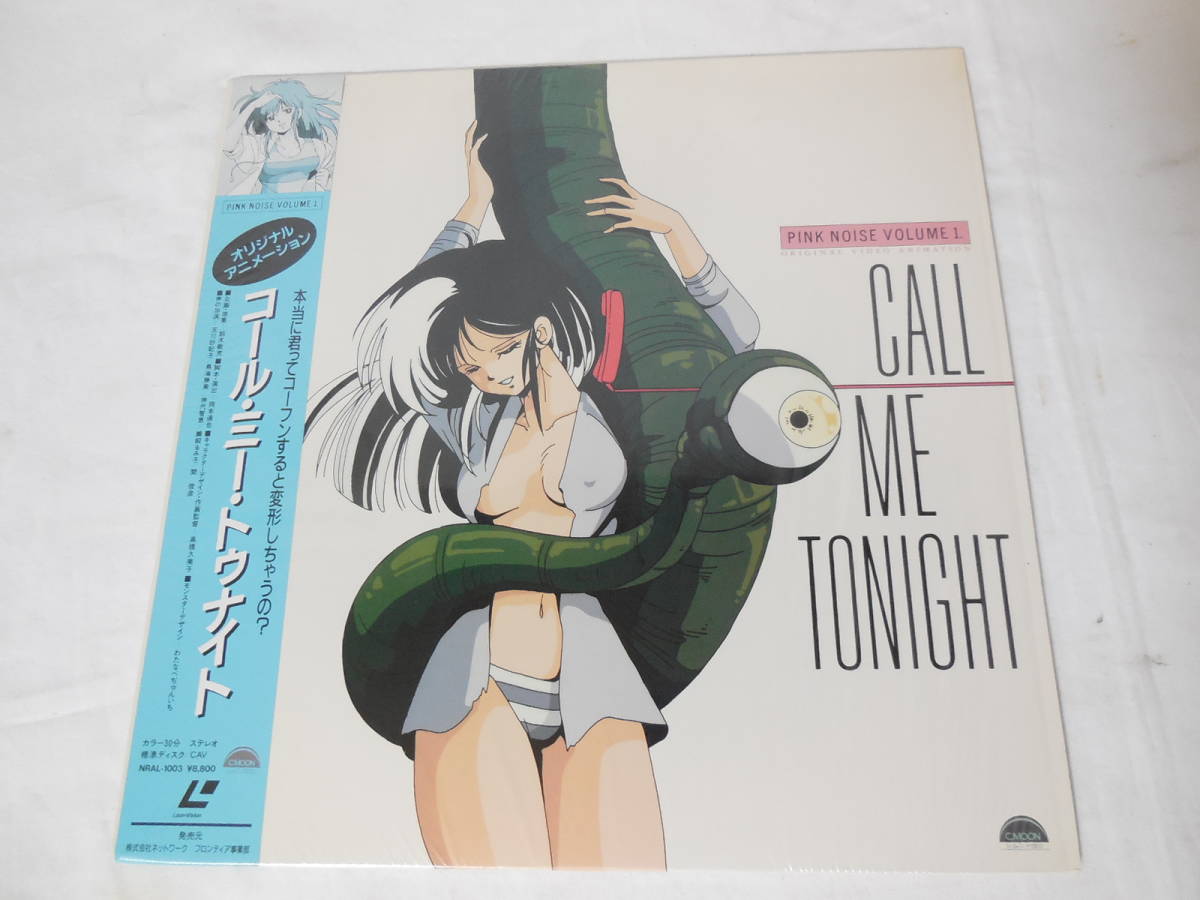 PINK NOISE VOLUME 1.
オリジナル
アニメーション
コール・ミー・トゥナイト
本当に君ってコーフンすると変形しちゃうの?
カラー30分 ステレオ
標準ディスク CAV
NRAL-1003 ¥8,800
C.MOON
LaserVision
発売元
株式会社ネットワーク フロンティア事業部
PINK NOISE VOLUME 1.
ORIGINAL VIDEO ANIMATION
CALL
ME
TONIGHT
C.MOON